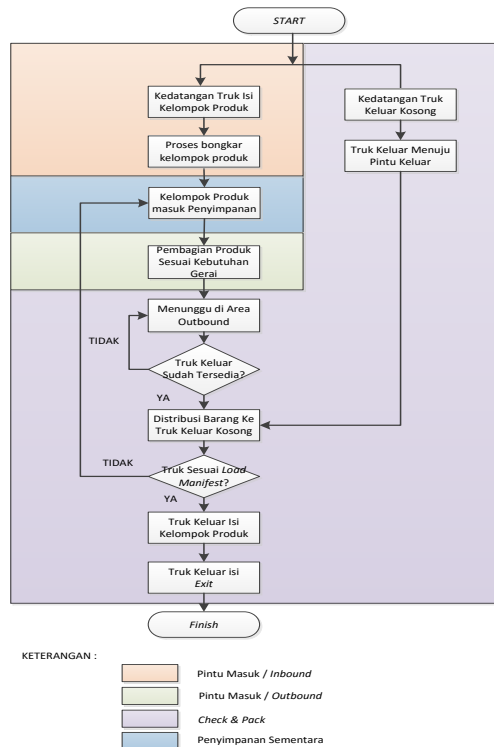 START
Kedatangan Truk Isi
Kelompok Produk
Kedatangan Truk
Keluar Kosong
Proses bongkar
kelompok produk
Truk Keluar Menuju
Pintu Keluar
Kelompok Produk
masuk Penyimpanan
Pembagian Produk
Sesuai Kebutuhan
Gerai
Menunggu di Area
Outbound
TIDAK
Truk Keluar
Sudah Tersedia?
YA
Distribusi Barang Ke
Truk Keluar Kosong
TIDAK
Truk Sesuai Load
Manifest?
YA
Truk Keluar Isi
Kelompok Produk
Truk Keluar isi
Exit
Finish
KETERANGAN :
Pintu Masuk / Inbound
Pintu Masuk / Outbound
Check & Pack
Penyimpanan Sementara